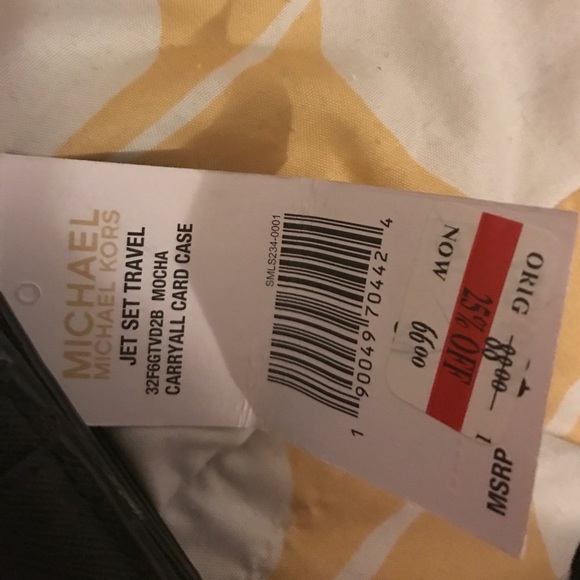 MICHAEL
MICHAEL KORS
JET SET TRAVEL
32F6GTVD2B MOCHA
CARRYALL CARD CASE
SMLS234-0001
1 90049 70442 4
ORIG 88.00
25% OFF
NOW 66.00
MSRP